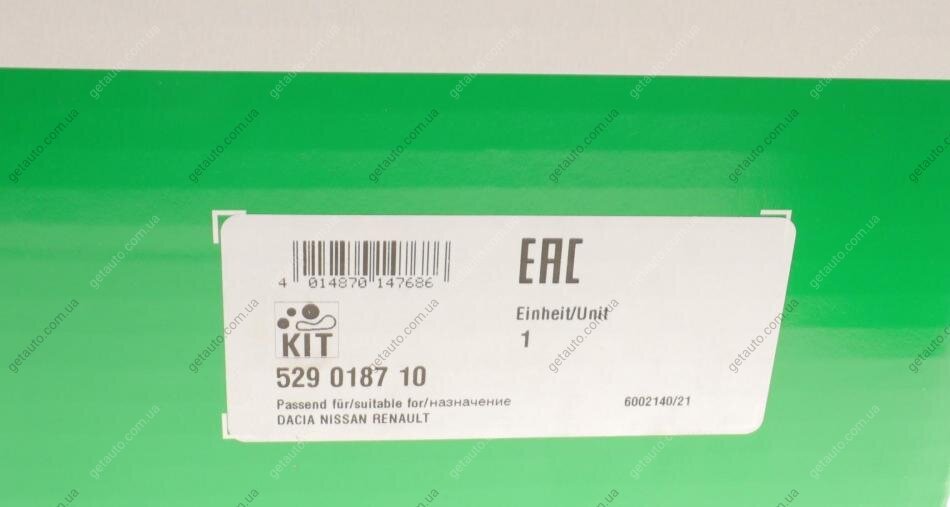 EAC
4 014870 147686
Einheit/Unit
1
KIT
529 0187 10
Passend für/suitable for/назначение
6002140/21
DACIA NISSAN RENAULT
getauto.com.ua